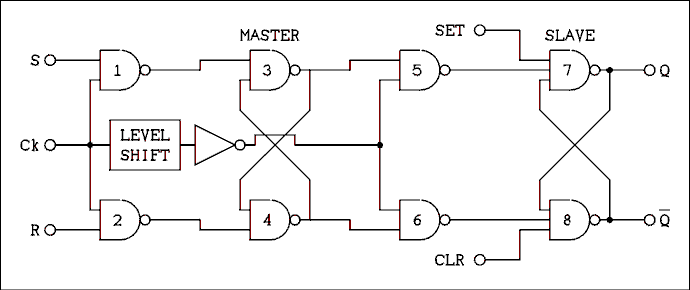 SET
MASTER
SLAVE
S
1
3
5
7
Q
Ck
LEVEL
SHIFT
R
2
4
6
8
Q̅
CLR